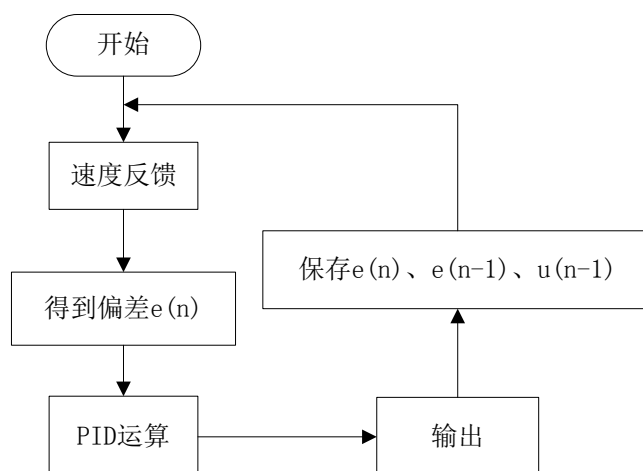 开始
速度反馈
得到偏差e(n)
PID运算
输出
保存e(n)、e(n-1)、u(n-1)